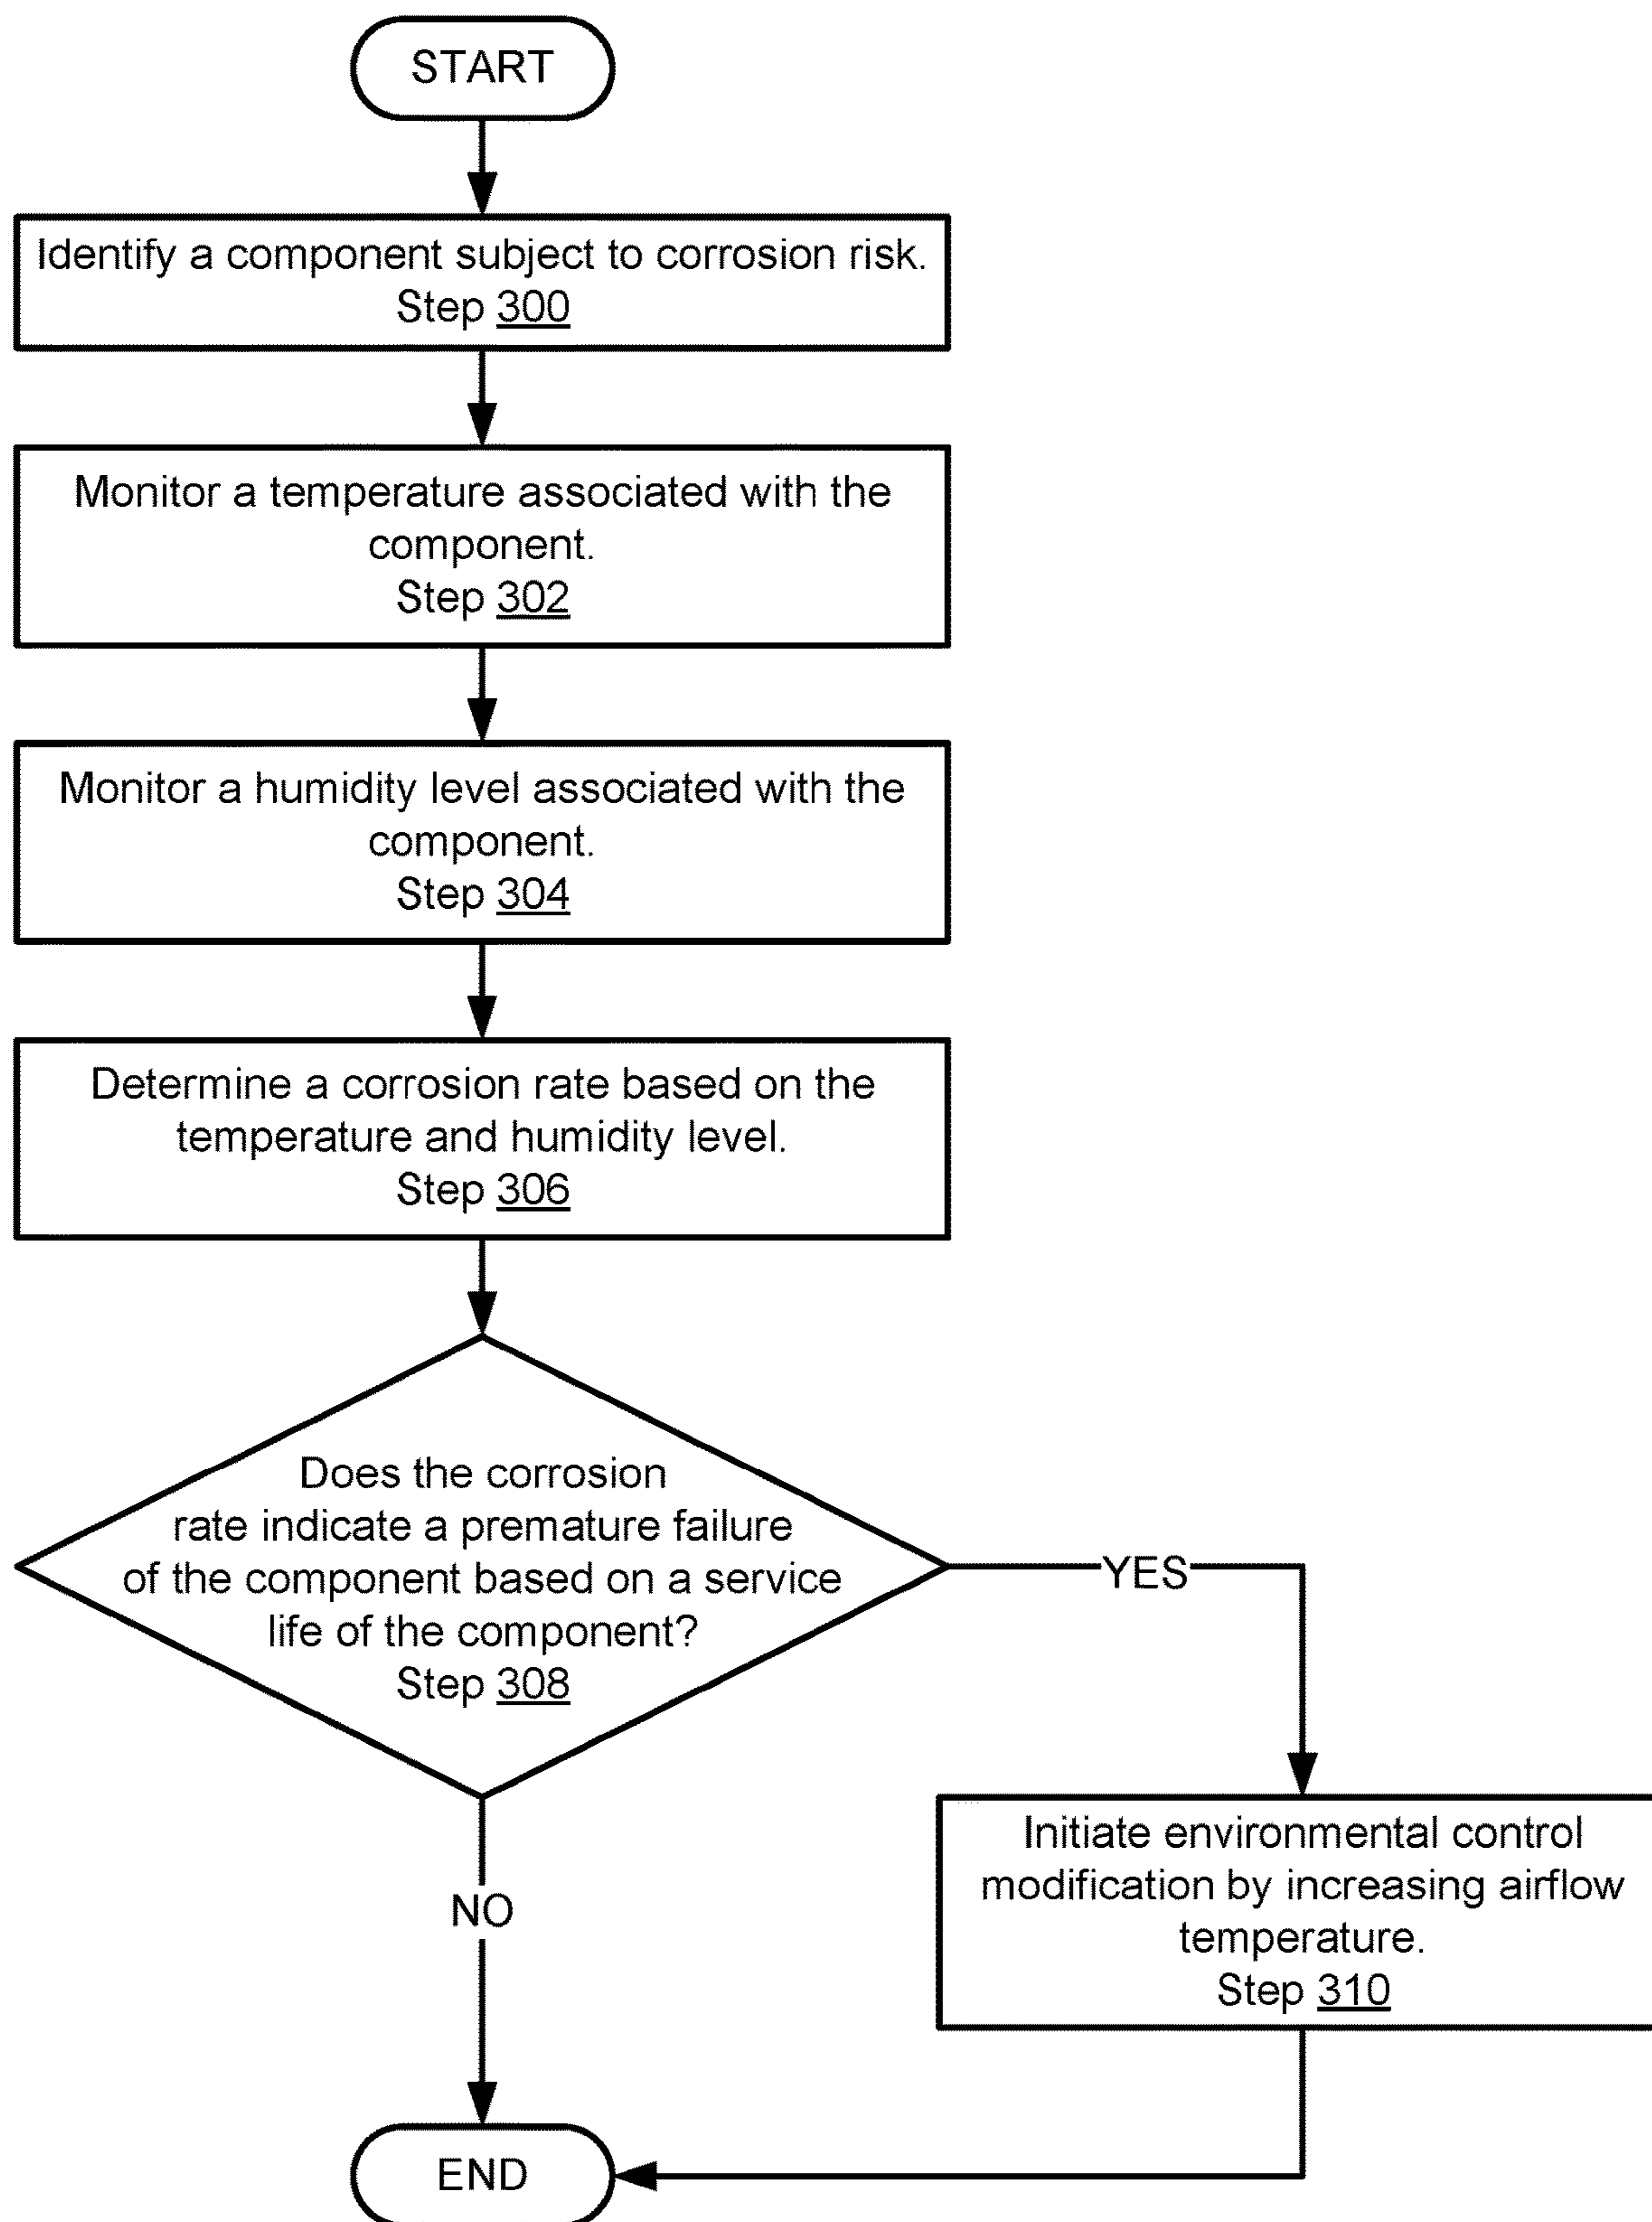 START
Identify a component subject to corrosion risk.
Step 300
Monitor a temperature associated with the
component.
Step 302
Monitor a humidity level associated with the
component.
Step 304
Determine a corrosion rate based on the
temperature and humidity level.
Step 306
Does the corrosion
rate indicate a premature failure
of the component based on a service
life of the component?
Step 308
YES
Initiate environmental control
modification by increasing airflow
temperature.
Step 310
NO
END